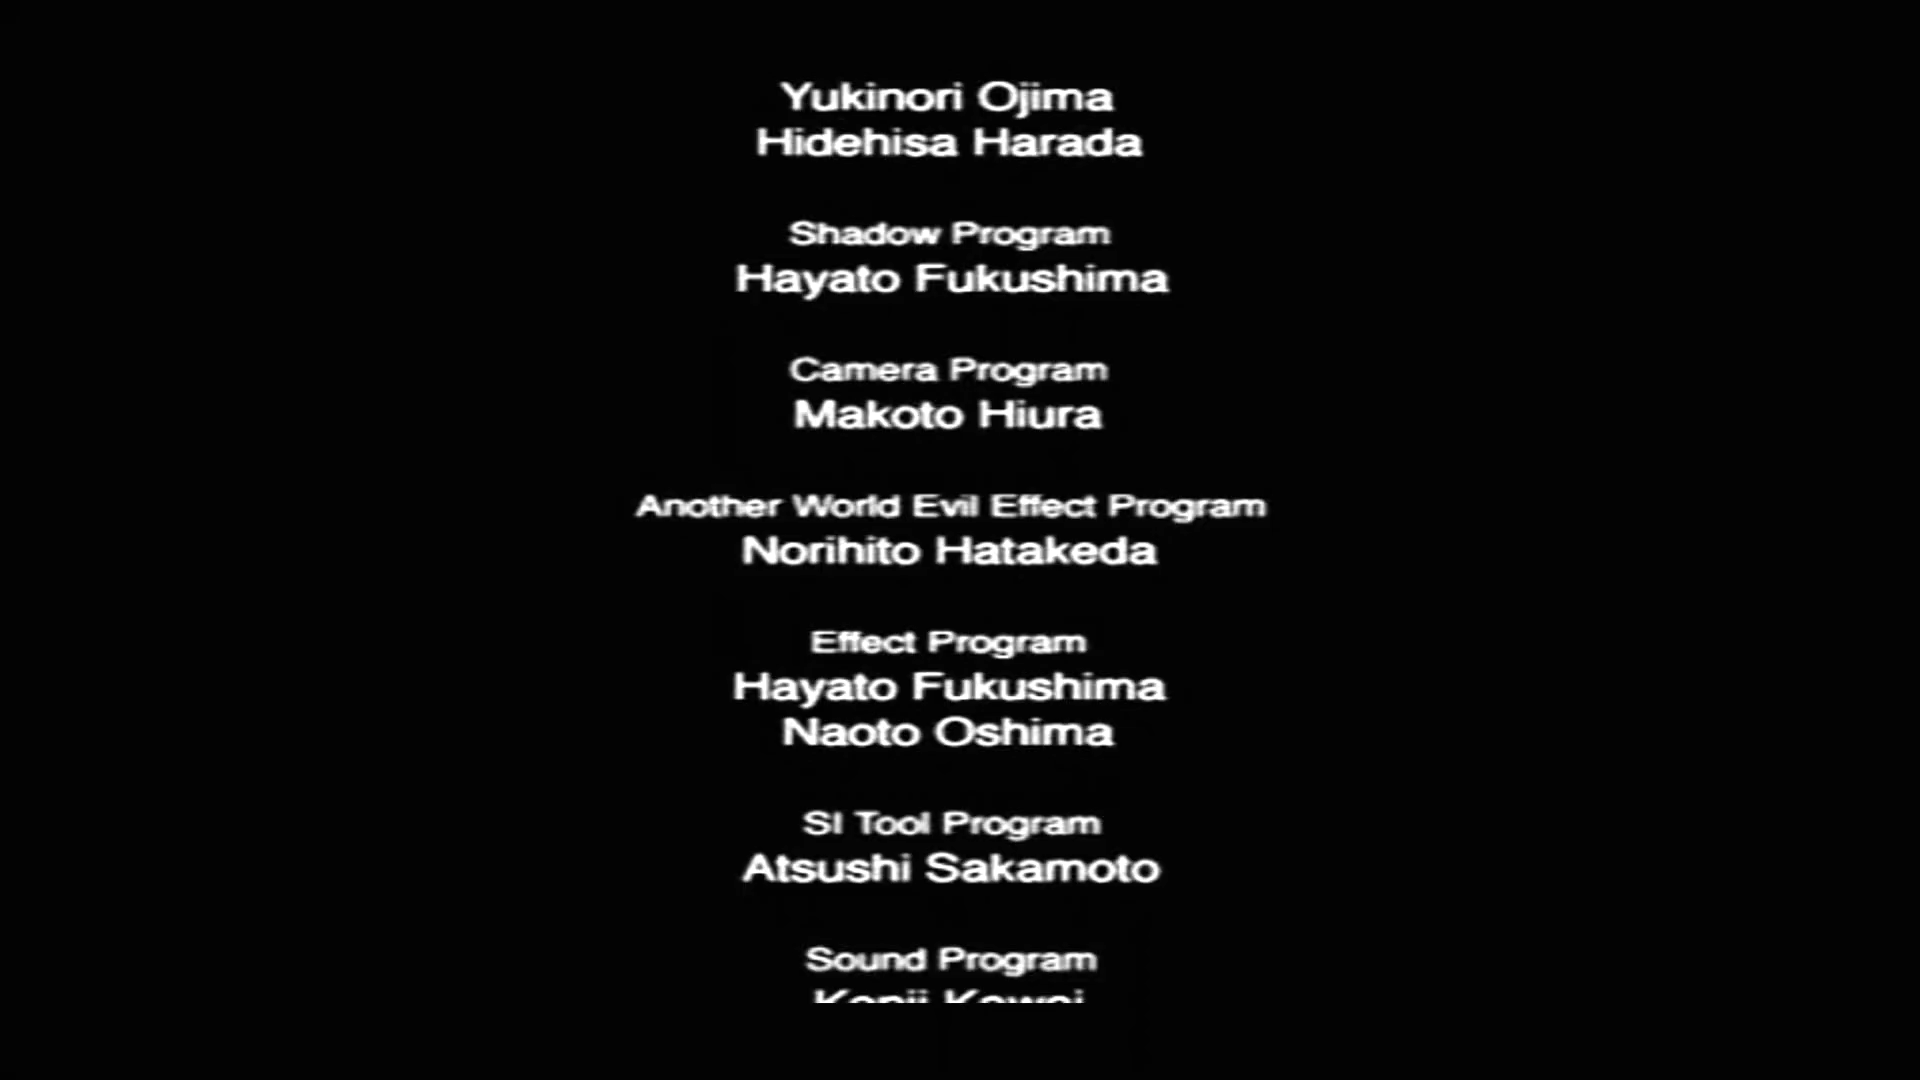 Yukinori Ojima
Hidehisa Harada
Shadow Program
Hayato Fukushima
Camera Program
Makoto Hiura
Another World Evil Effect Program
Norihito Hatakeda
Effect Program
Hayato Fukushima
Naoto Oshima
SI Tool Program
Atsushi Sakamoto
Sound Program